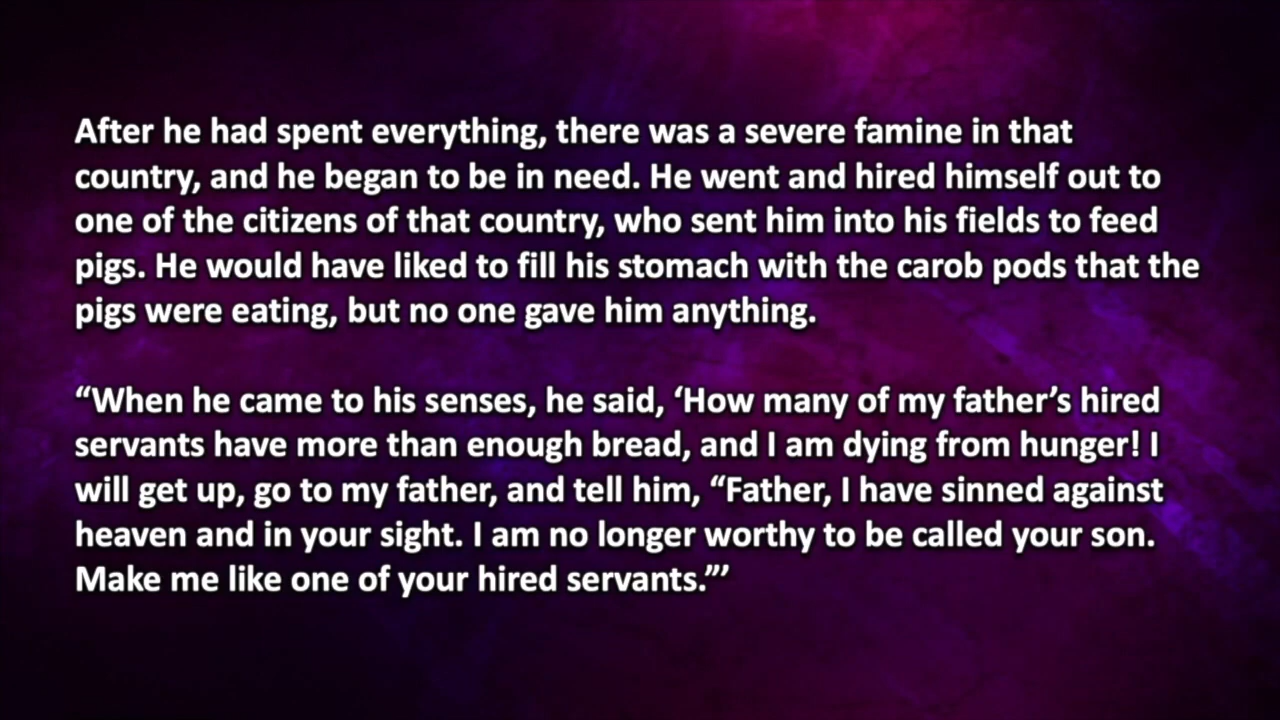 After he had spent everything, there was a severe famine in that
country, and he began to be in need. He went and hired himself out to
one of the citizens of that country, who sent him into his fields to feed
pigs. He would have liked to fill his stomach with the carob pods that the
pigs were eating, but no one gave him anything.
“When he came to his senses, he said, ‘How many of my father’s hired
servants have more than enough bread, and I am dying from hunger! I
will get up, go to my father, and tell him, “Father, I have sinned against
heaven and in your sight. I am no longer worthy to be called your son.
Make me like one of your hired servants.”’